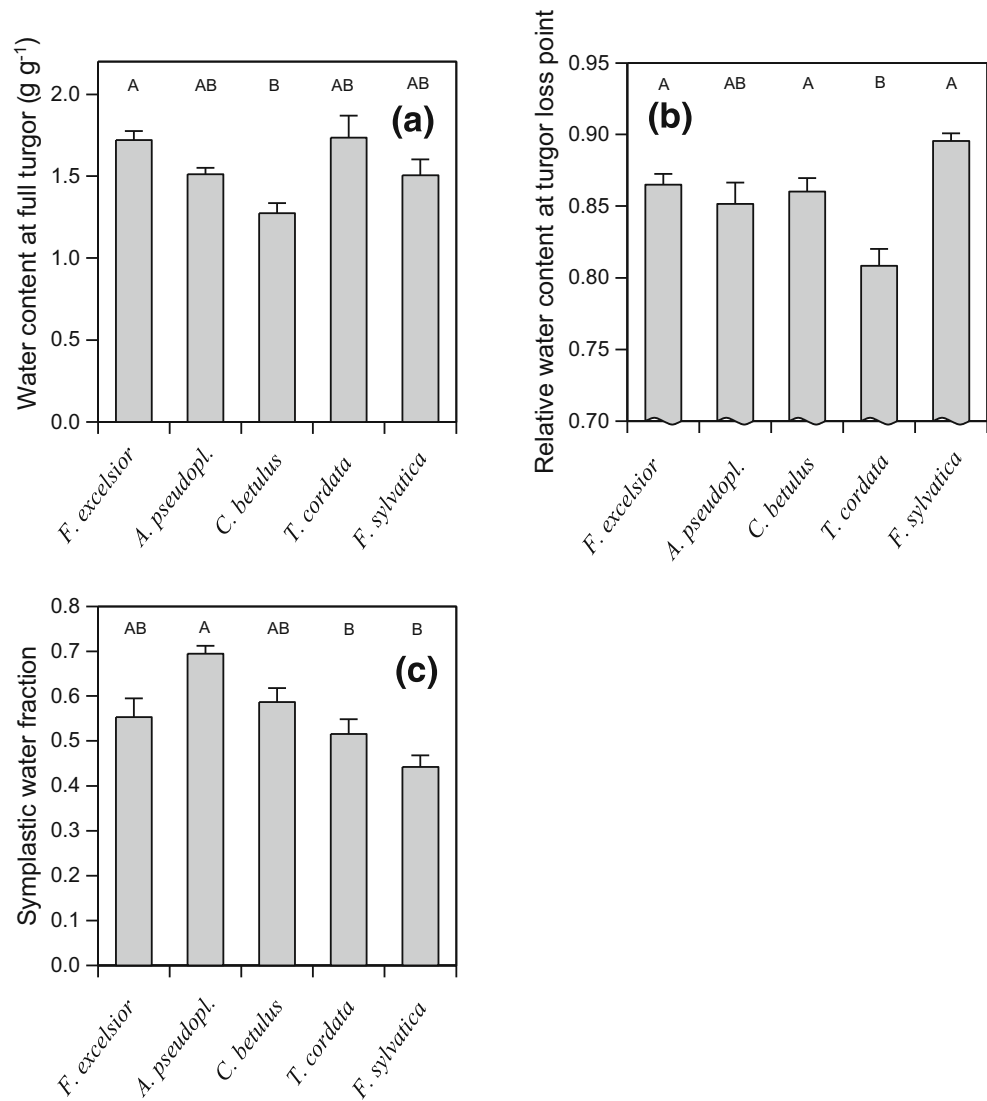 Water content at full turgor (g g⁻¹)
2.0
1.5
1.0
0.5
0.0
A AB B AB AB
(a)
F. excelsior
A. pseudopl.
C. betulus
T. cordata
F. sylvatica
Relative water content at turgor loss point
0.95
0.90
0.85
0.80
0.75
0.70
A AB A B A
(b)
F. excelsior
A. pseudopl.
C. betulus
T. cordata
F. sylvatica
Symplastic water fraction
0.8
0.7
0.6
0.5
0.4
0.3
0.2
0.1
0.0
AB A AB B B
(c)
F. excelsior
A. pseudopl.
C. betulus
T. cordata
F. sylvatica